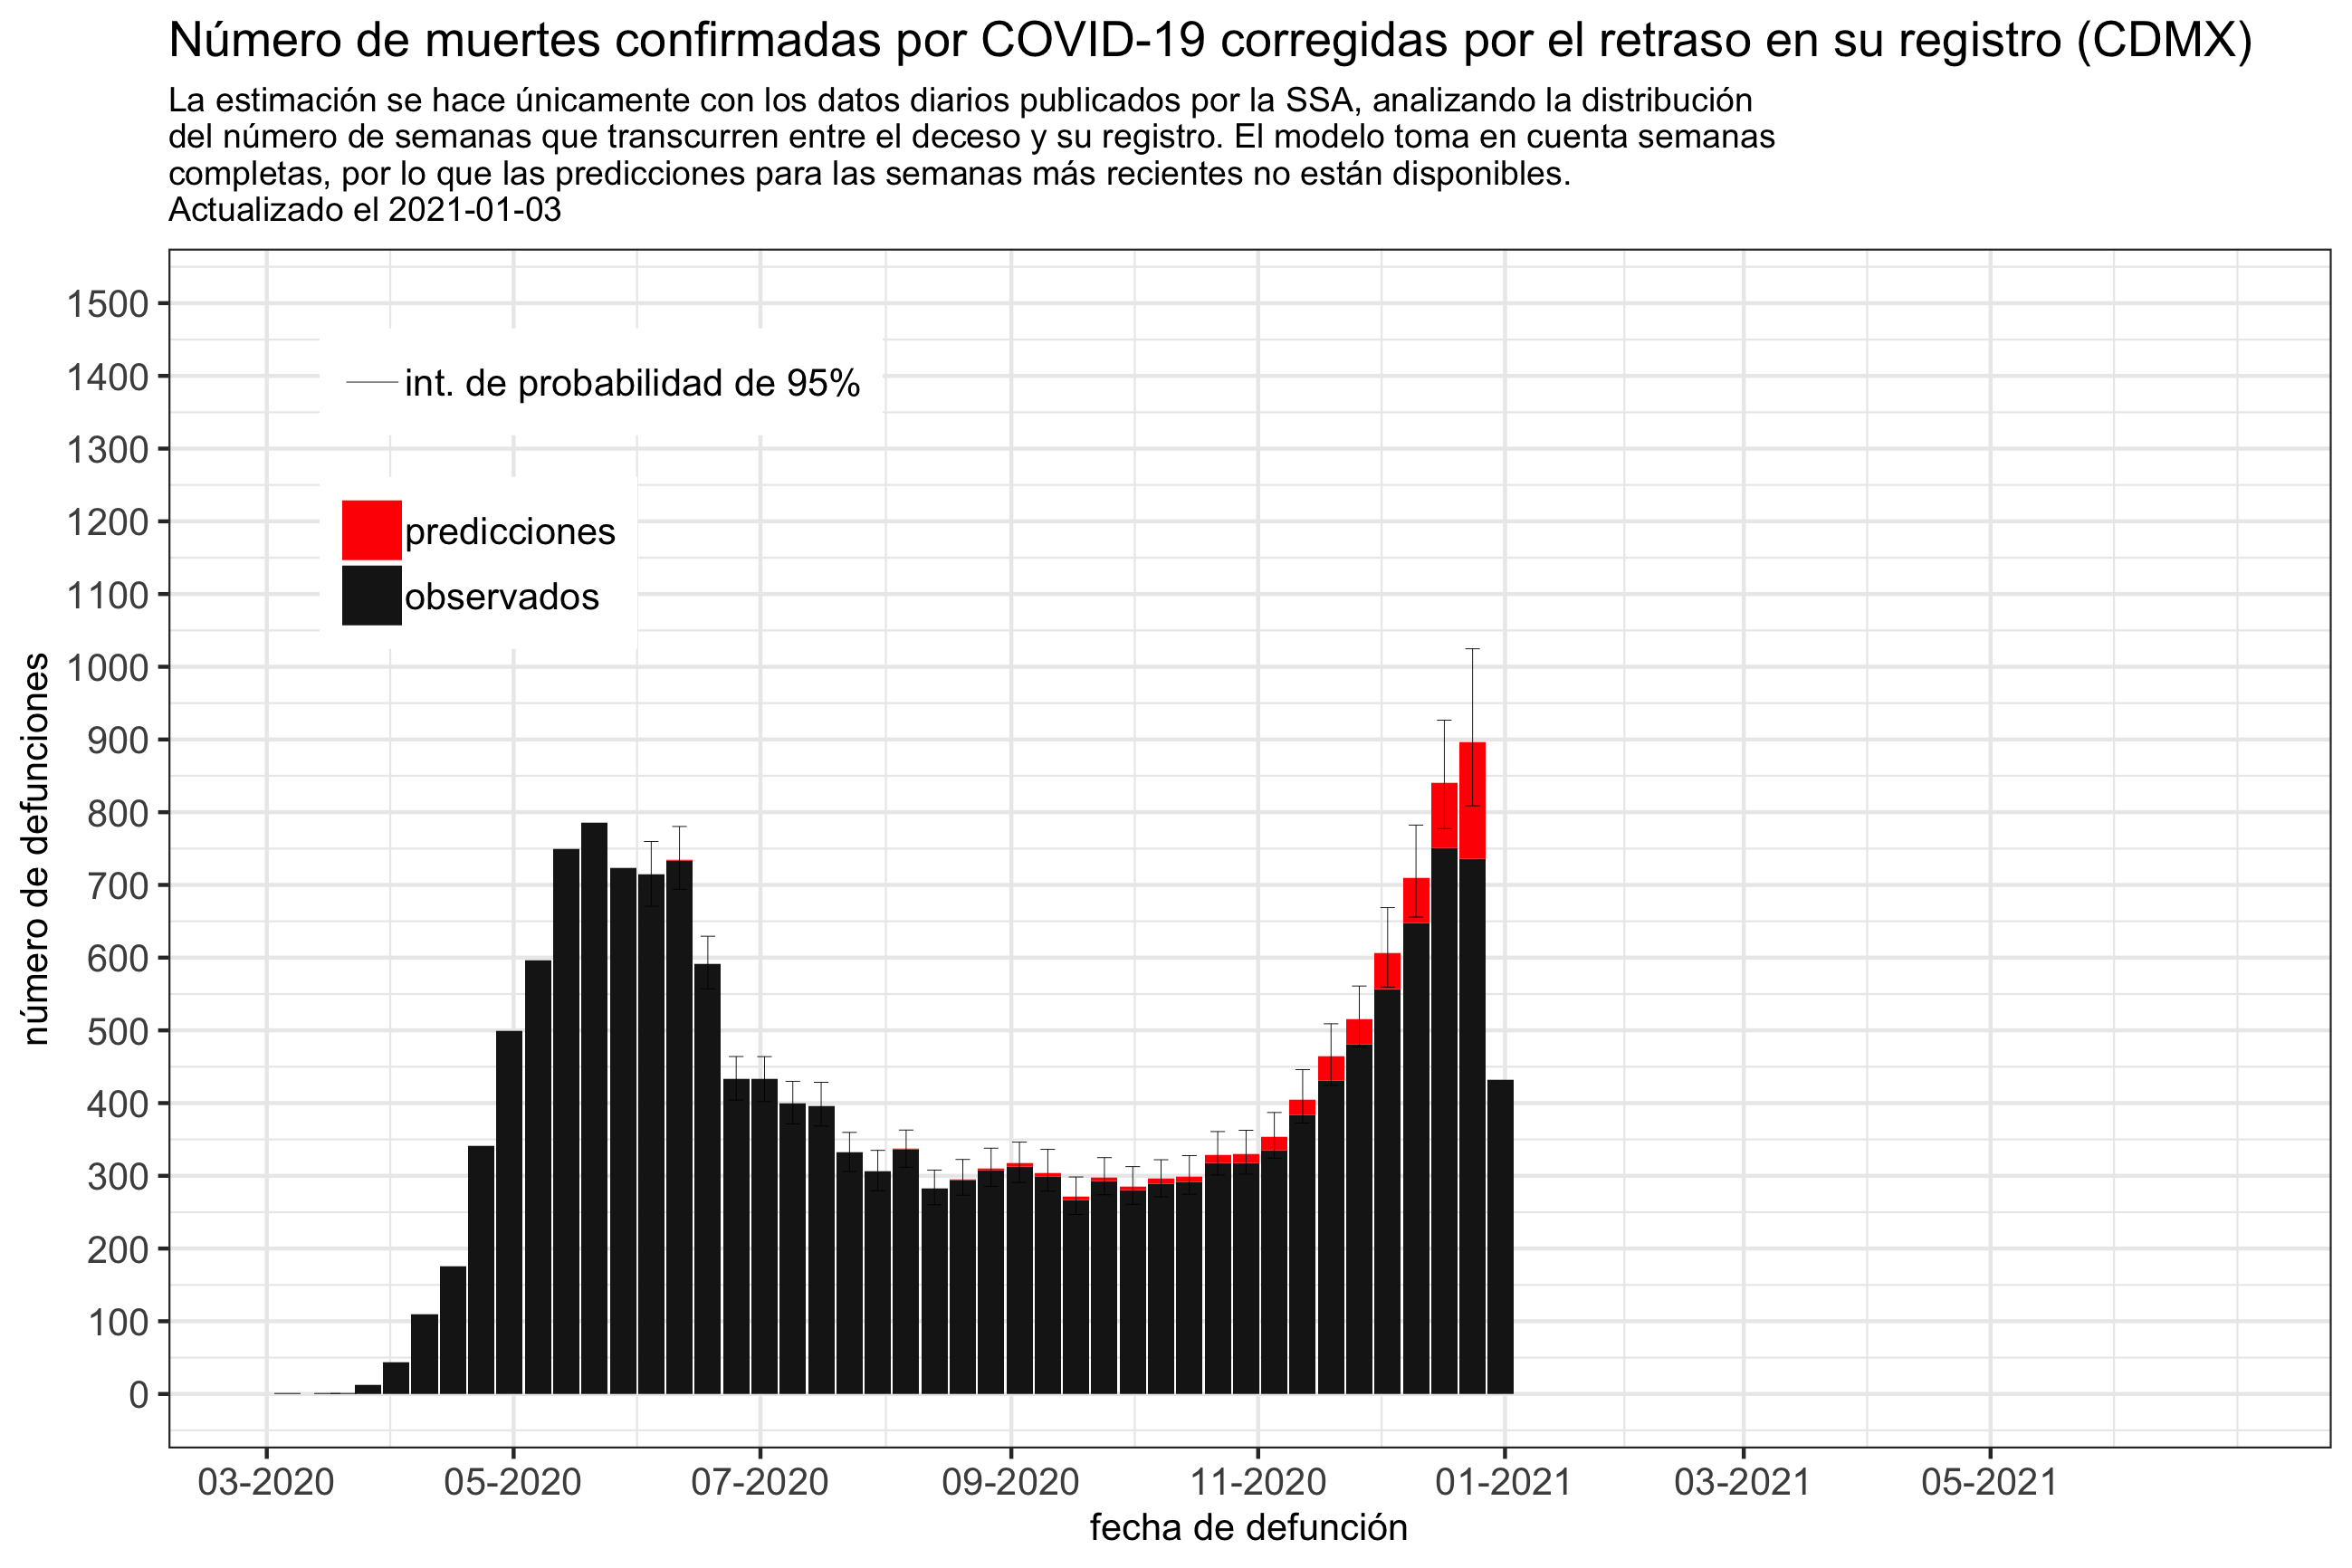 Número de muertes confirmadas por COVID-19 corregidas por el retraso en su registro (CDMX)
La estimación se hace únicamente con los datos diarios publicados por la SSA, analizando la distribución
del número de semanas que transcurren entre el deceso y su registro. El modelo toma en cuenta semanas
completas, por lo que las predicciones para las semanas más recientes no están disponibles.
Actualizado el 2021-01-03
número de defunciones
1500
1400
1300
1200
1100
1000
900
800
700
600
500
400
300
200
100
0
int. de probabilidad de 95%
predicciones
observados
03-2020 05-2020 07-2020 09-2020 11-2020 01-2021 03-2021 05-2021
fecha de defunción